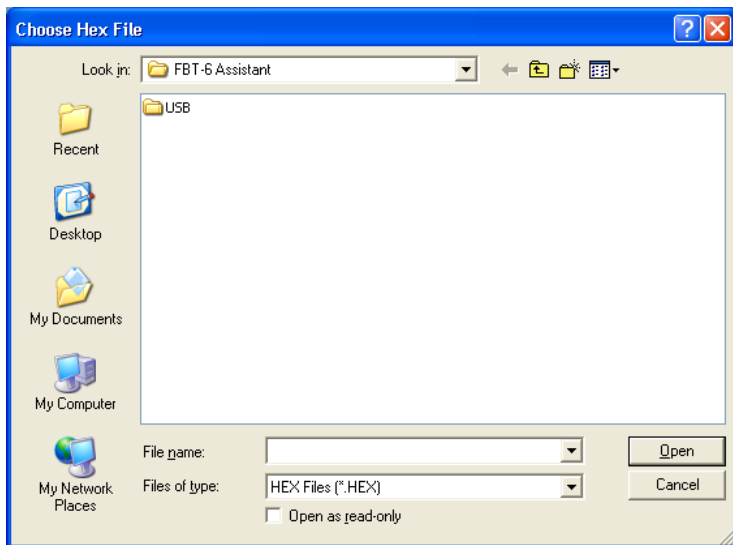 Choose Hex File
Look in: FBT-6 Assistant
USB
Recent
Desktop
My Documents
My Computer
My Network
Places
File name: Open
Files of type: HEX Files (*.HEX) Cancel
Open as read-only